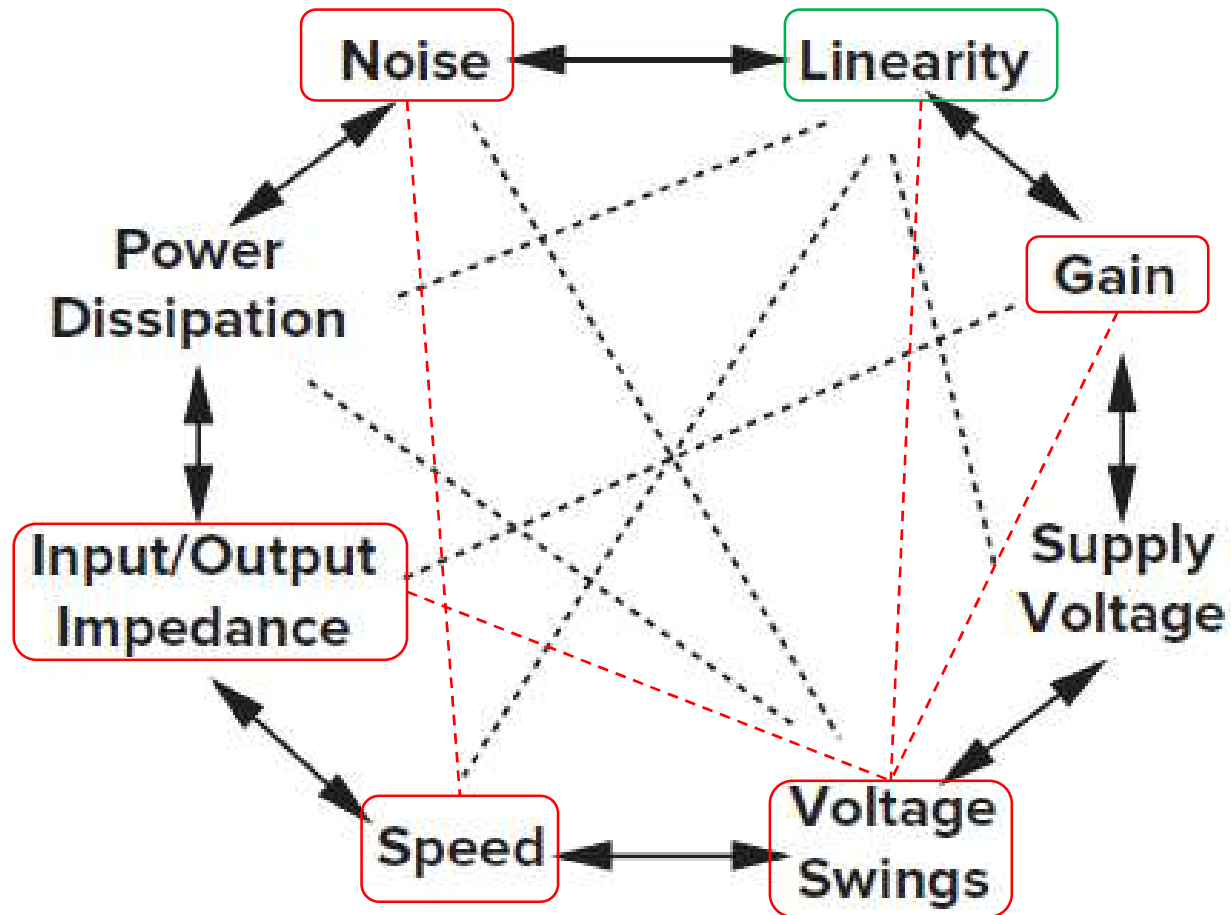 Noise
Linearity
Power
Dissipation
Gain
Input/Output
Impedance
Supply
Voltage
Speed
Voltage
Swings